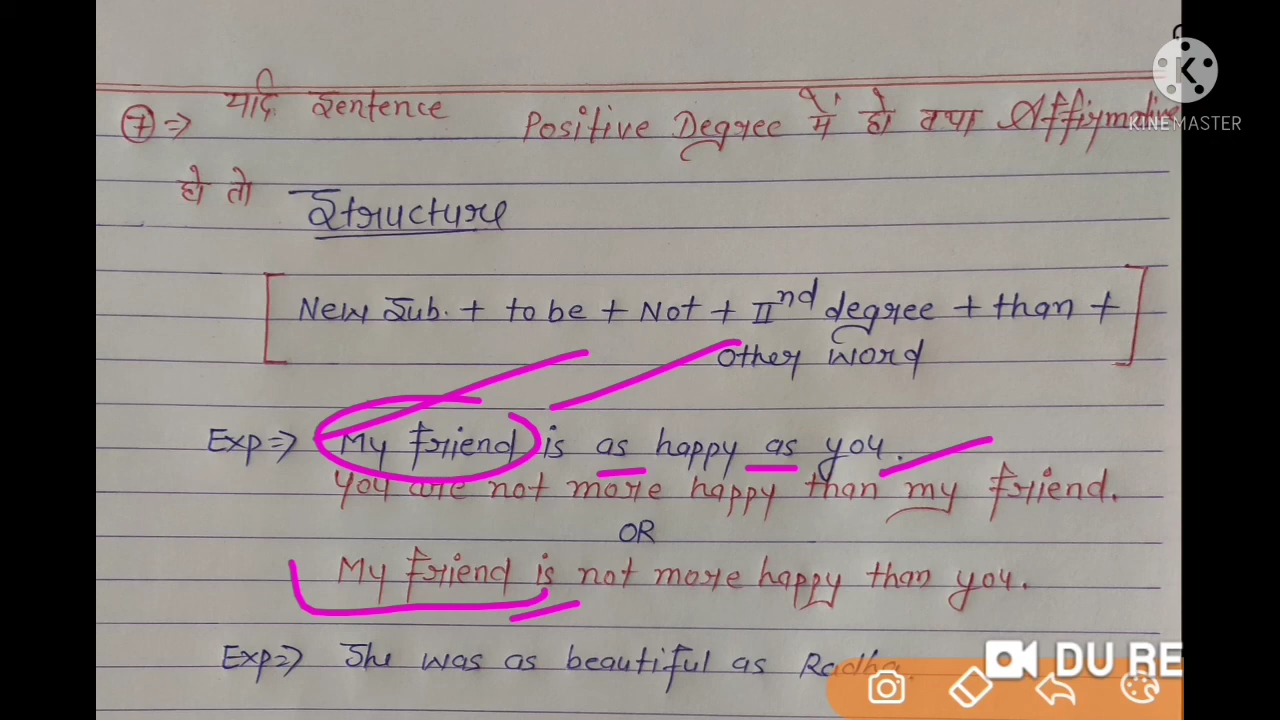 KINEMASTER
⑦⇒ यदि Sentence Positive Degree में हो तथा Affirmative
हो तो Structure
[New Sub. + to be + Not + IInd degree + than +
other word]
Exp⇒ My friend is as happy as you.
You are not more happy than my friend.
OR
My friend is not more happy than you.
Exp⇒ She was as beautiful as Radha.
DU RE